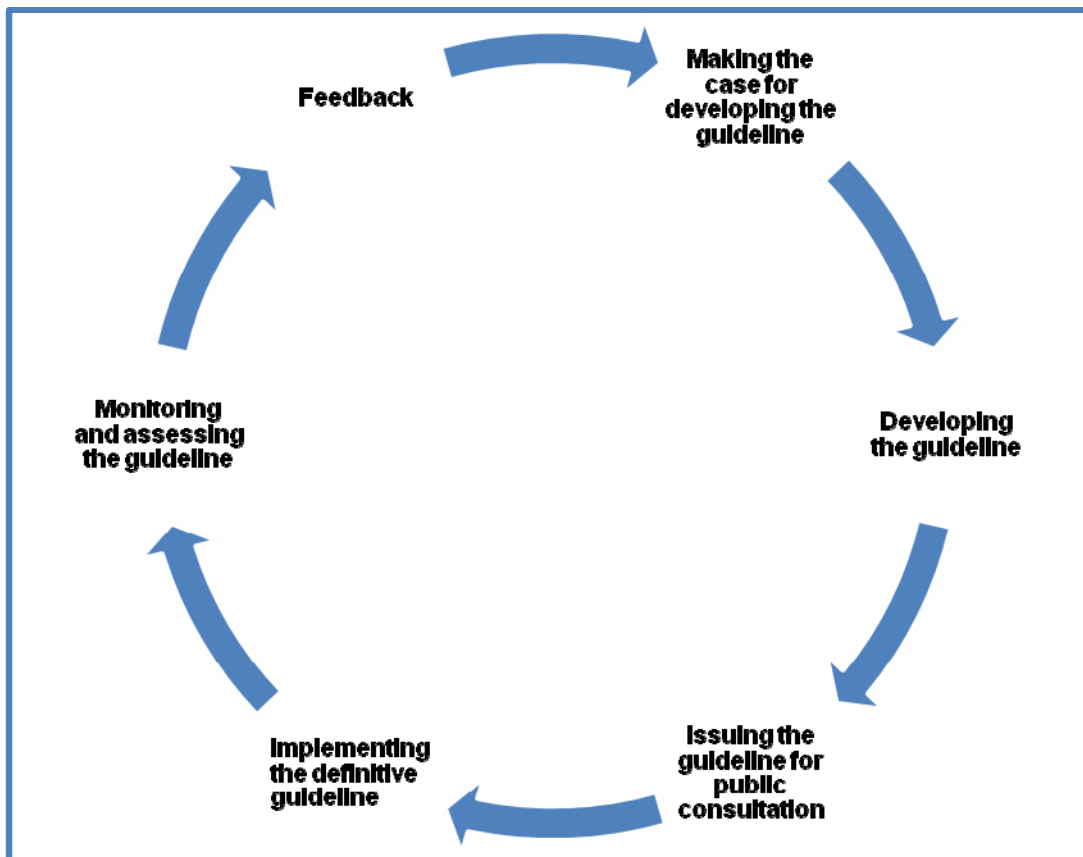 Feedback
Making the
case for
developing the
guideline
Developing
the guideline
Issuing the
guideline for
public
consultation
Implementing
the definitive
guideline
Monitoring
and assessing
the guideline